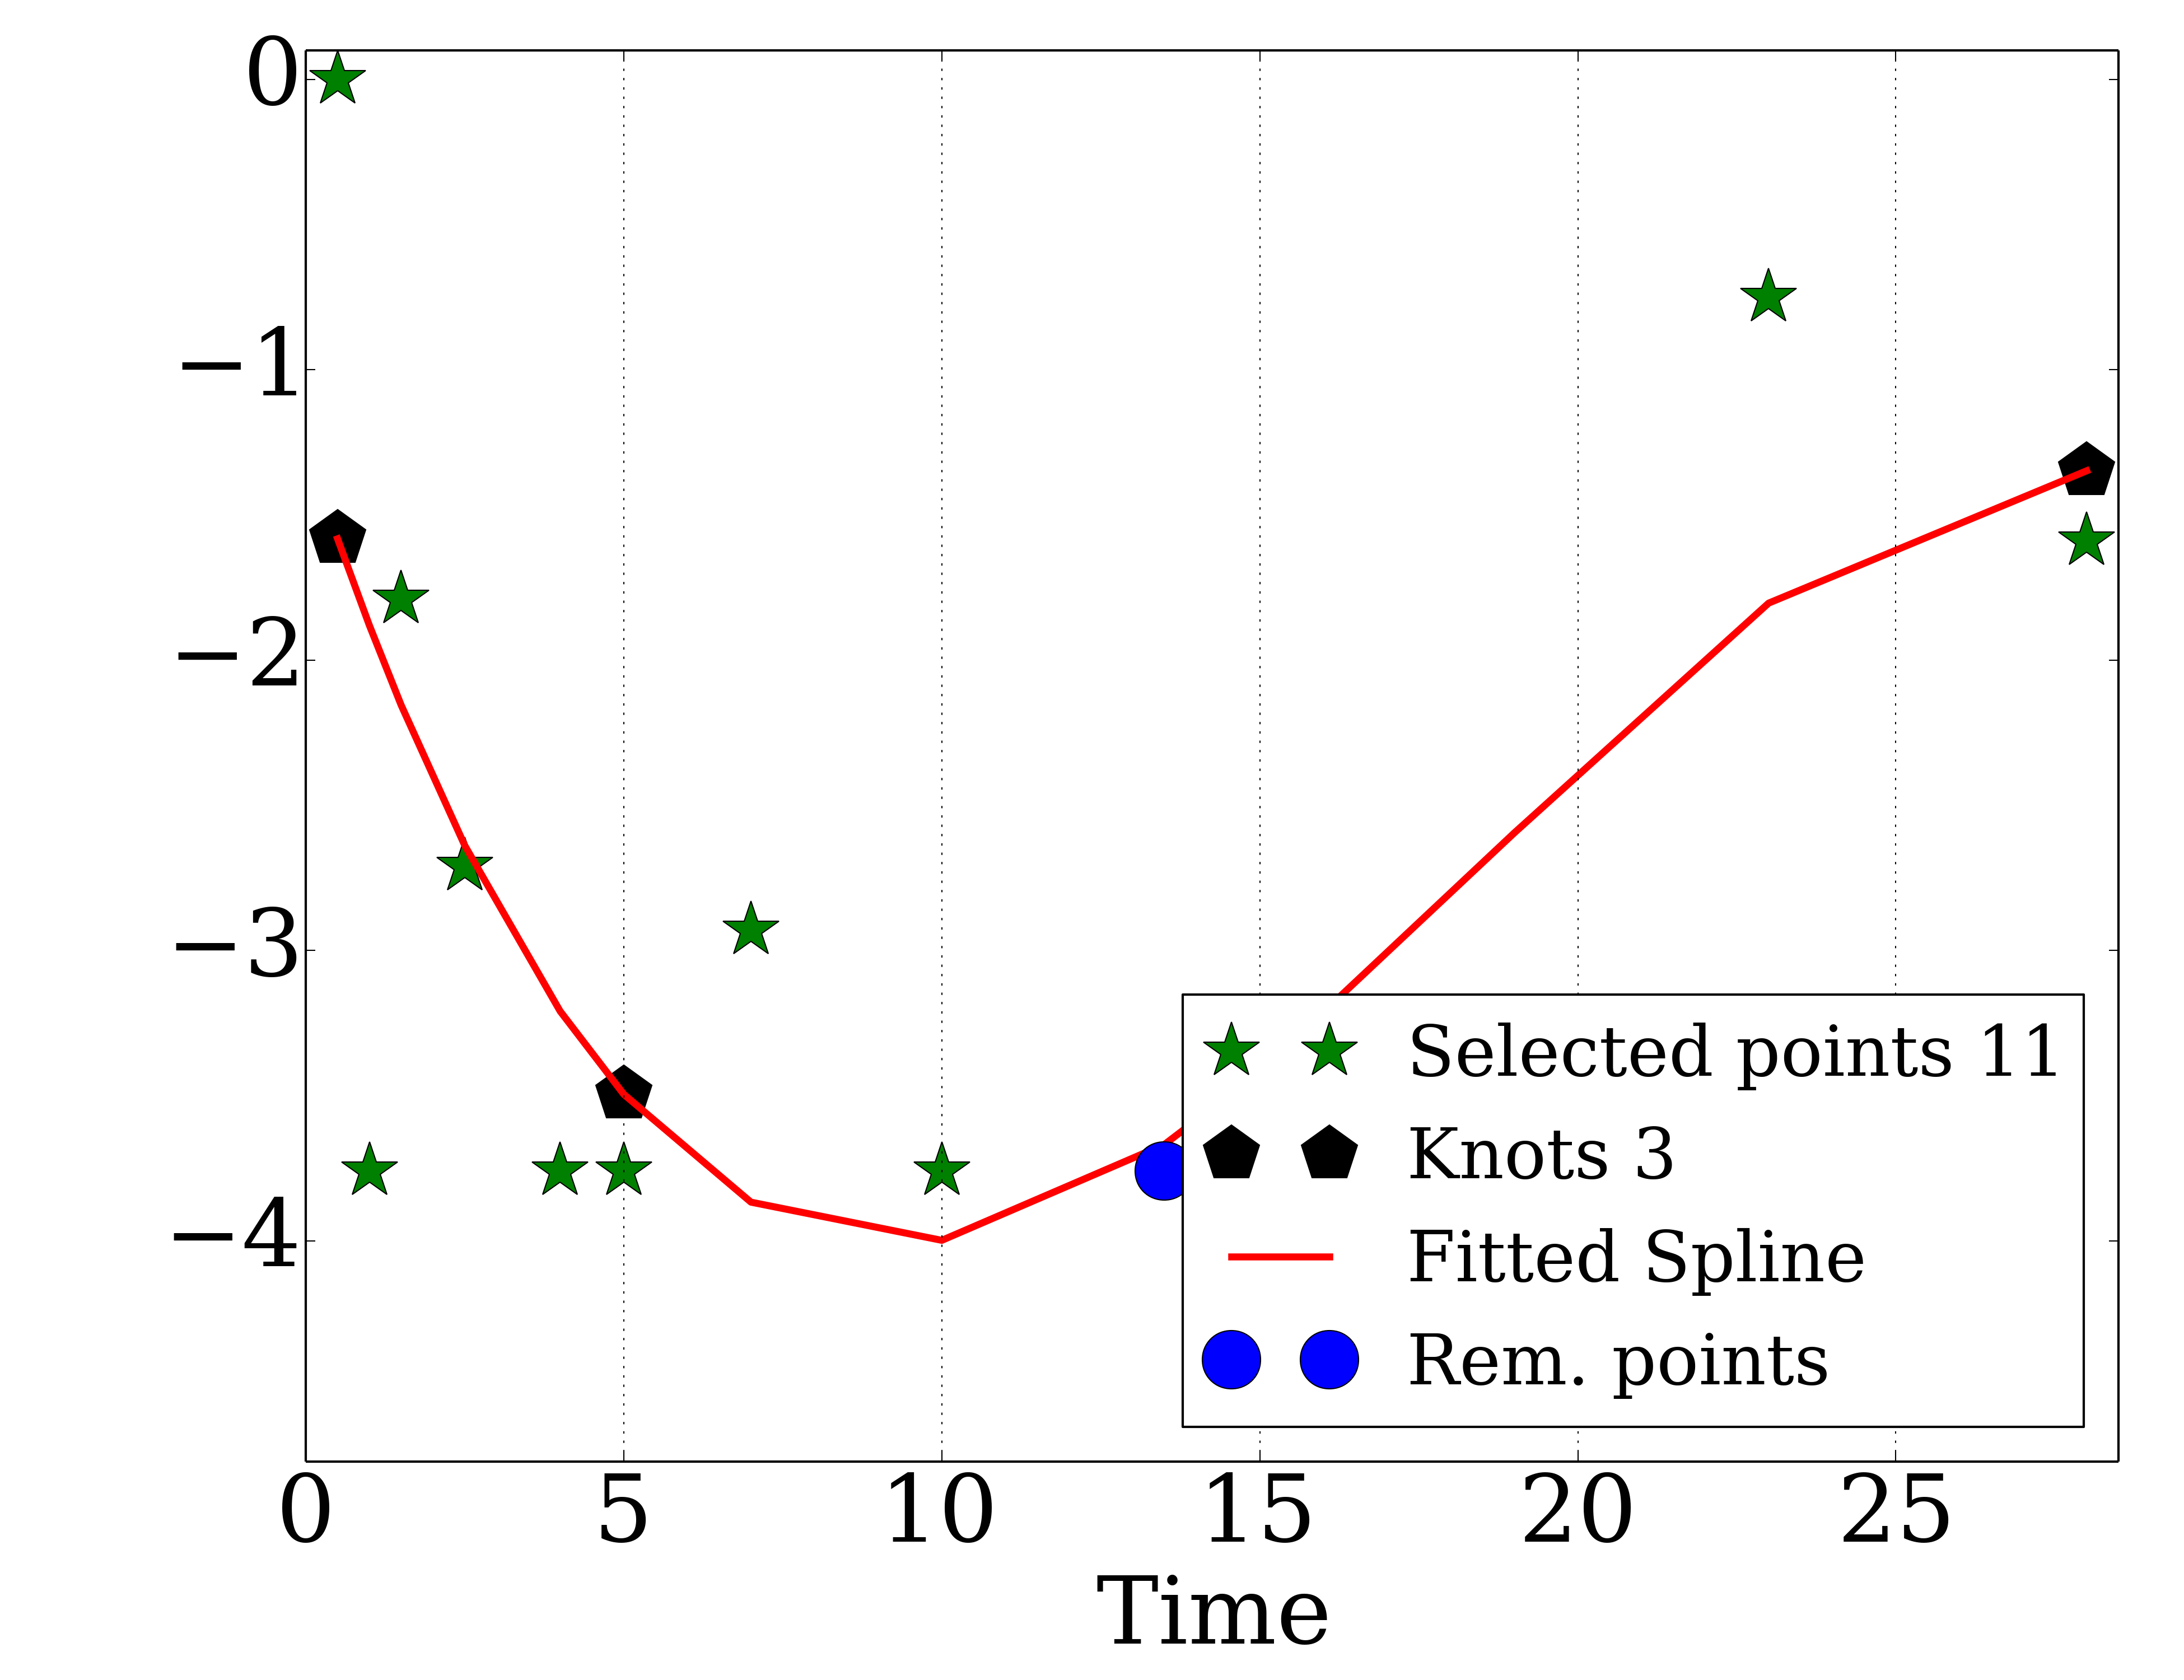 0
−1
−2
−3
−4
Selected points 11
Knots 3
Fitted Spline
Rem. points
0 5 10 15 20 25
Time